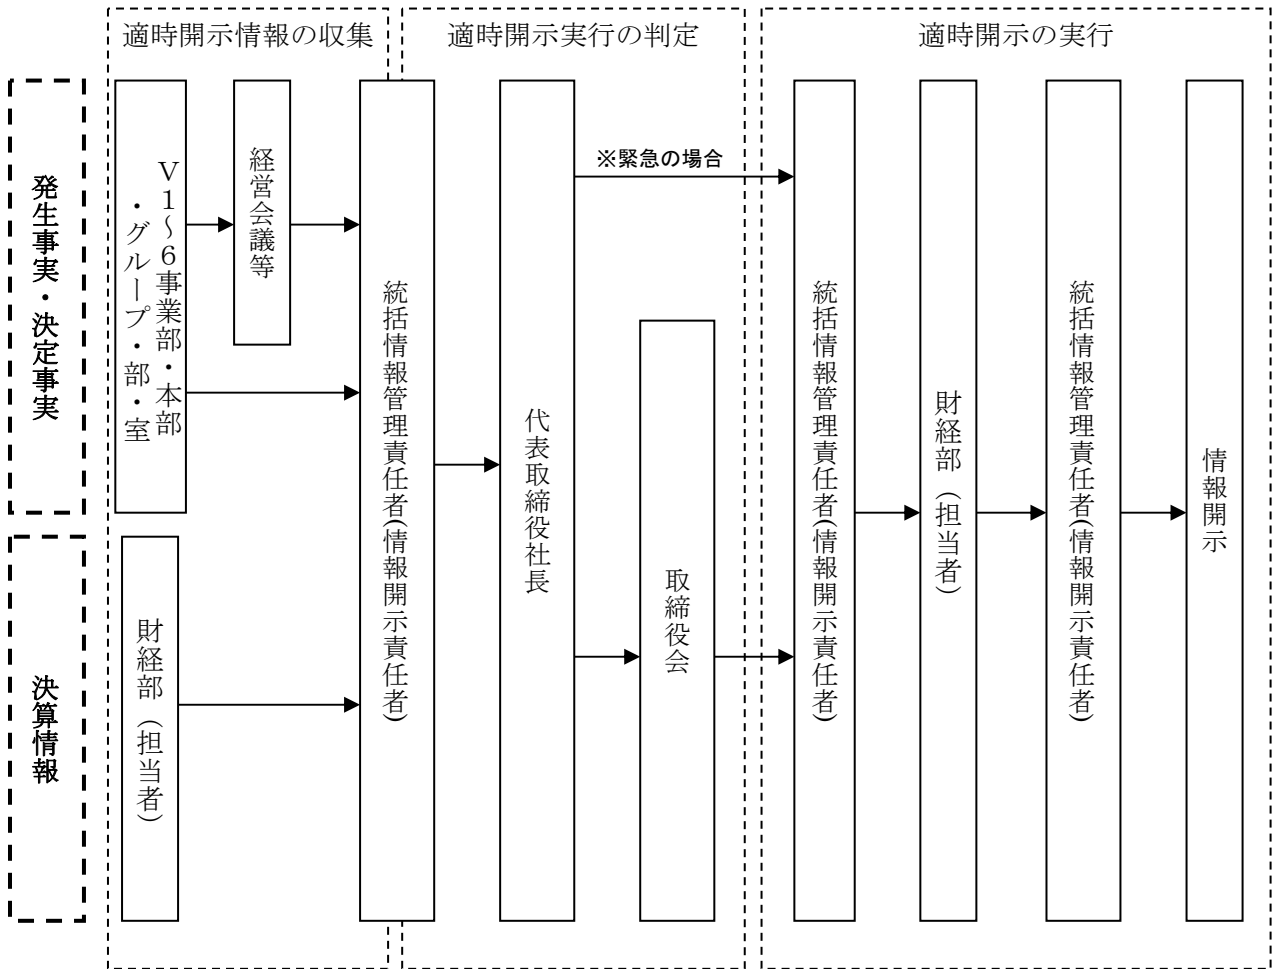 適時開示情報の収集
適時開示実行の判定
適時開示の実行
発生事実・決定事実
決算情報
V1~6事業部・本部
・グループ・部・室
経営会議等
財経部（担当者）
統括情報管理責任者(情報開示責任者)
代表取締役社長
※緊急の場合
取締役会
統括情報管理責任者(情報開示責任者)
財経部（担当者）
統括情報管理責任者(情報開示責任者)
情報開示